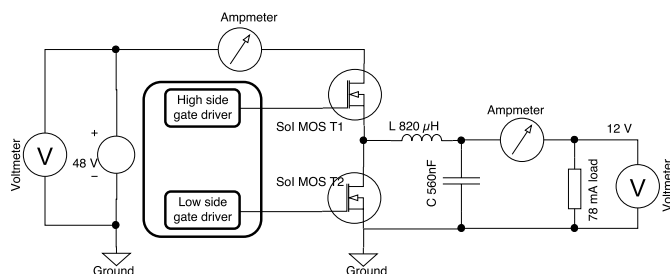 Ampmeter
High side
gate driver
SoI MOS T1
L 820 µH
Ampmeter
12 V
Voltmeter
V
+
48 V
−
C 560nF
78 mA load
V
Voltmeter
SoI MOS T2
Low side
gate driver
Ground
Ground